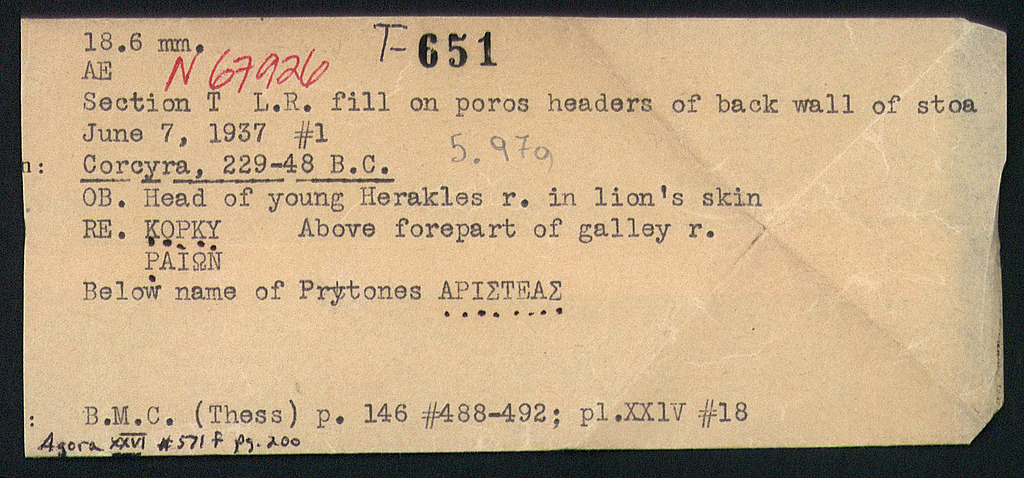 18.6 mm. T-651
AE N 67926
Section T L.R. fill on poros headers of back wall of stoa
June 7, 1937 #1
n: Corcyra, 229-48 B.C. 5.97g
OB. Head of young Herakles r. in lion's skin
RE. ΚΟΡΚΥ Above forepart of galley r.
ΡΑΙΩΝ
Below name of Prytones ΑΡΙΣΤΕΑΣ
: B.M.C. (Thess) p. 146 #488-492; pl.XXlV #18
Agora XXVI #571f pg. 200